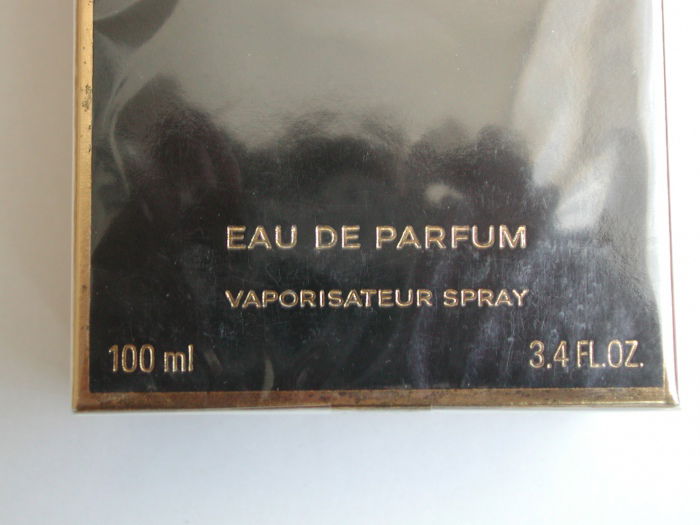 EAU DE PARFUM
VAPORISATEUR SPRAY
100 ml 3.4 FL.OZ.